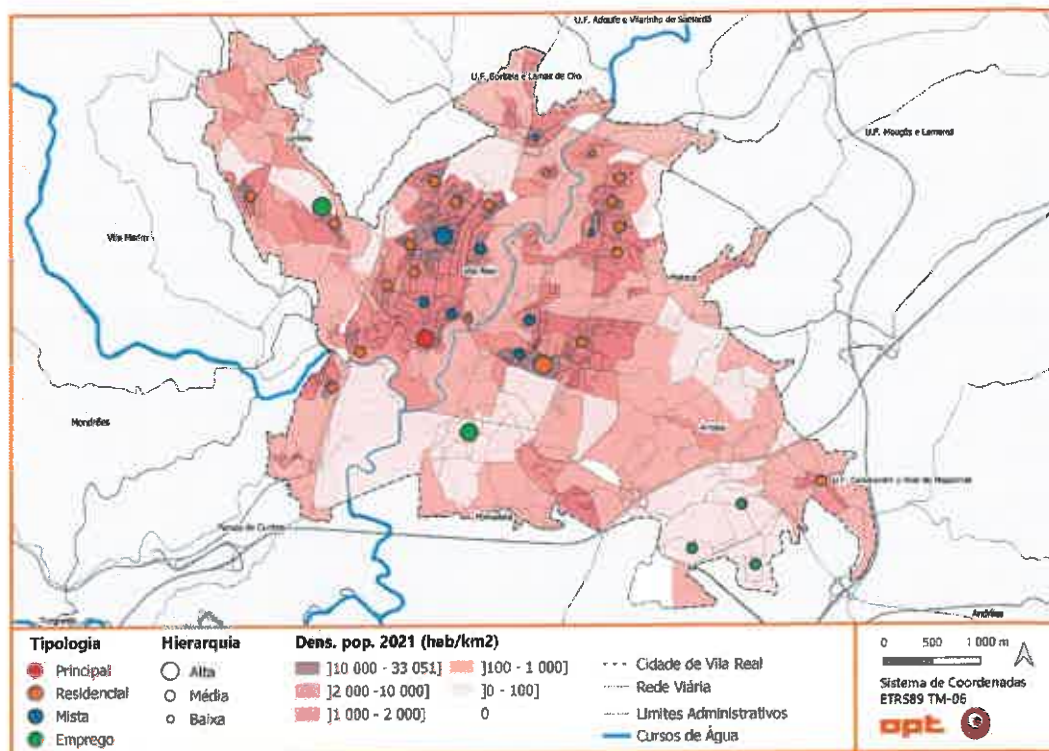 U.F. Adoufe e Vilarinho de Samardã
U.F. Borbela e Lamas de Olo
U.F. Mouçós e Lamares
Vila Marim
Vila Real
Mondrões
Arroios
Parada de Cunhos
Andrães
Tipologia
Principal
Residencial
Mista
Emprego
Hierarquia
Alta
Média
Baixa
Dens. pop. 2021 (hab/km2)
]10 000 - 33 051]
]2 000 -10 000]
]1 000 - 2 000]
]100 - 1 000]
]0 - 100]
0
Cidade de Vila Real
Rede Viária
Limites Administrativos
Cursos de Água
0 500 1 000 m
Sistema de Coordenadas
ETRS89 TM-06
opt